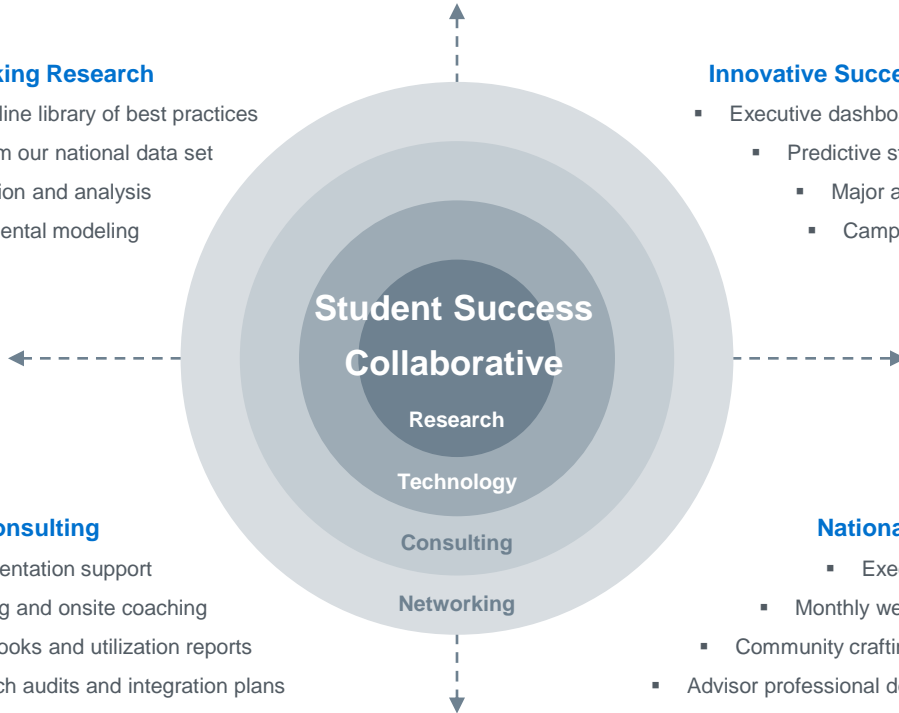 king Research
line library of best practices
m our national data set
ion and analysis
ental modeling
Innovative Succe
▪ Executive dashbo
▪ Predictive s
▪ Major a
▪ Camp
Student Success
Collaborative
Research
Technology
Consulting
Networking
onsulting
entation support
g and onsite coaching
ooks and utilization reports
ch audits and integration plans
Nationa
▪ Exe
▪ Monthly we
▪ Community crafti
▪ Advisor professional d